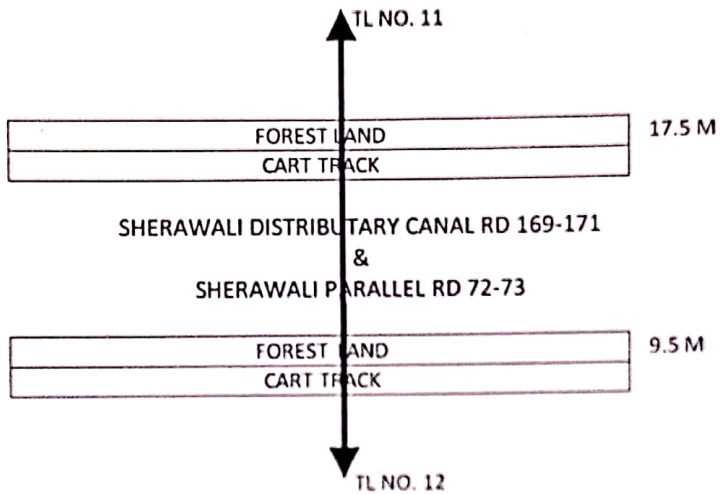 TL NO. 11
FOREST LAND 17.5 M
CART TRACK
SHERAWALI DISTRIBUTARY CANAL RD 169-171
&
SHERAWALI PARALLEL RD 72-73
FOREST LAND 9.5 M
CART TRACK
TL NO. 12